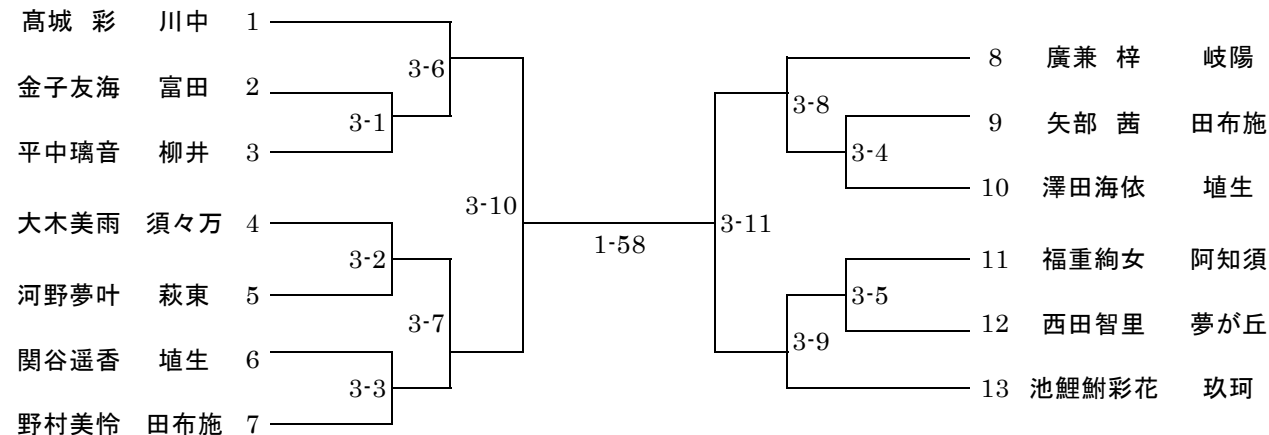 髙城 彩 川中 1
3-6
金子友海 富田 2
3-1
平中璃音 柳井 3
3-10
大木美雨 須々万 4
3-2
河野夢叶 萩東 5
3-7
関谷遥香 埴生 6
3-3
野村美怜 田布施 7
1-58
8 廣兼 梓 岐陽
3-8
9 矢部 茜 田布施
3-4
10 澤田海依 埴生
3-11
11 福重絢女 阿知須
3-5
12 西田智里 夢が丘
3-9
13 池鯉鮒彩花 玖珂